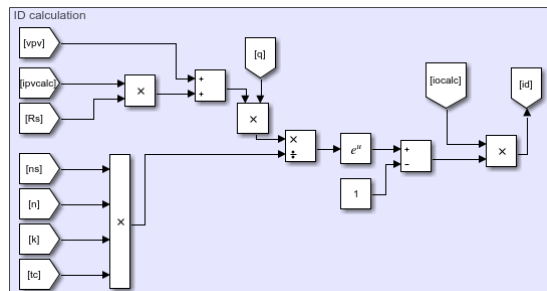 ID calculation
[vpv]
[q]
[ipvcalc]
[iocalc]
[id]
[Rs]
×
+
+
×
×
÷
e^u
+
−
×
1
[ns]
[n]
×
[k]
[tc]